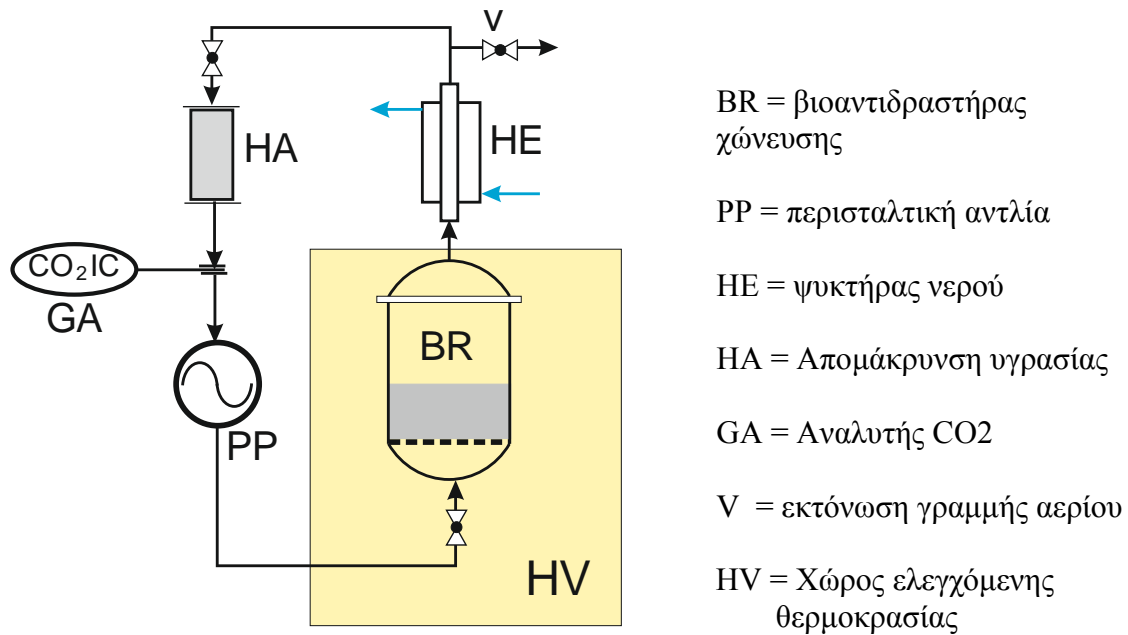 V
HA
HE
CO₂IC
GA
BR
PP
HV
BR = βιοαντιδραστήρας
χώνευσης
PP = περισταλτική αντλία
HE = ψυκτήρας νερού
HA = Απομάκρυνση υγρασίας
GA = Αναλυτής CO2
V = εκτόνωση γραμμής αερίου
HV = Χώρος ελεγχόμενης
θερμοκρασίας